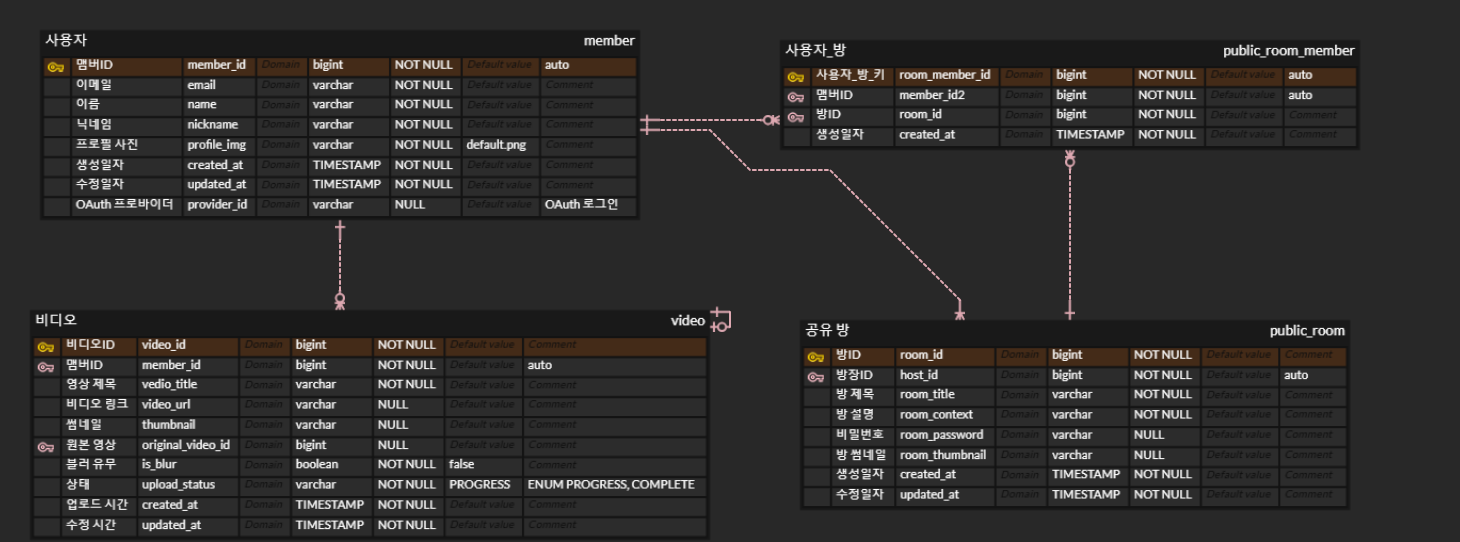 사용자 member
맴버ID member_id Domain bigint NOT NULL Default value auto
이메일 email Domain varchar NOT NULL Default value Comment
이름 name Domain varchar NOT NULL Default value Comment
닉네임 nickname Domain varchar NOT NULL Default value Comment
프로필 사진 profile_img Domain varchar NOT NULL default.png Comment
생성일자 created_at Domain TIMESTAMP NOT NULL Default value Comment
수정일자 updated_at Domain TIMESTAMP NOT NULL Default value Comment
OAuth 프로바이더 provider_id Domain varchar NULL Default value OAuth 로그인
사용자_방 public_room_member
사용자_방_키 room_member_id Domain bigint NOT NULL Default value auto
맴버ID member_id2 Domain bigint NOT NULL Default value auto
방ID room_id Domain bigint NOT NULL Default value Comment
생성일자 created_at Domain TIMESTAMP NOT NULL Default value Comment
비디오 video
비디오ID video_id Domain bigint NOT NULL Default value Comment
맴버ID member_id Domain bigint NOT NULL Default value auto
영상 제목 vedio_title Domain varchar NOT NULL Default value Comment
비디오 링크 video_url Domain varchar NULL Default value Comment
썸네일 thumbnail Domain varchar NULL Default value Comment
원본 영상 original_video_id Domain bigint NULL Default value Comment
블러 유무 is_blur Domain boolean NOT NULL false Comment
상태 upload_status Domain varchar NOT NULL PROGRESS ENUM PROGRESS, COMPLETE
업로드 시간 created_at Domain TIMESTAMP NOT NULL Default value Comment
수정 시간 updated_at Domain TIMESTAMP NOT NULL Default value Comment
공유 방 public_room
방ID room_id Domain bigint NOT NULL Default value Comment
방장ID host_id Domain bigint NOT NULL Default value auto
방 제목 room_title Domain varchar NOT NULL Default value Comment
방 설명 room_context Domain varchar NOT NULL Default value Comment
비밀번호 room_password Domain varchar NULL Default value Comment
방 썸네일 room_thumbnail Domain varchar NULL Default value Comment
생성일자 created_at Domain TIMESTAMP NOT NULL Default value Comment
수정일자 updated_at Domain TIMESTAMP NOT NULL Default value Comment